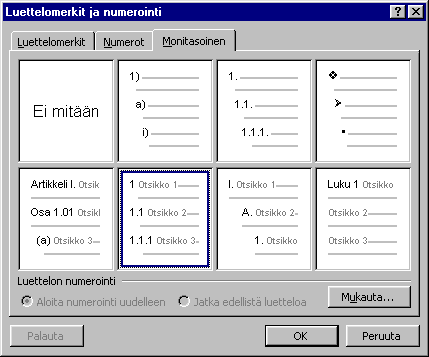 Luettelomerkit ja numerointi
Luettelomerkit Numerot Monitasoinen
Ei mitään
1)
a)
i)
1.
1.1.
1.1.1.
Artikkeli I. Otsik
Osa 1.01 Otsikl
(a) Otsikko 3
1 Otsikko 1
1.1 Otsikko 2
1.1.1 Otsikko 3
I. Otsikko 1
A. Otsikko 2
1. Otsikko
Luku 1 Otsikko
Otsikko 2
Otsikko 3
Luettelon numerointi
Aloita numerointi uudelleen Jatka edellistä luetteloa Mukauta...
Palauta OK Peruuta